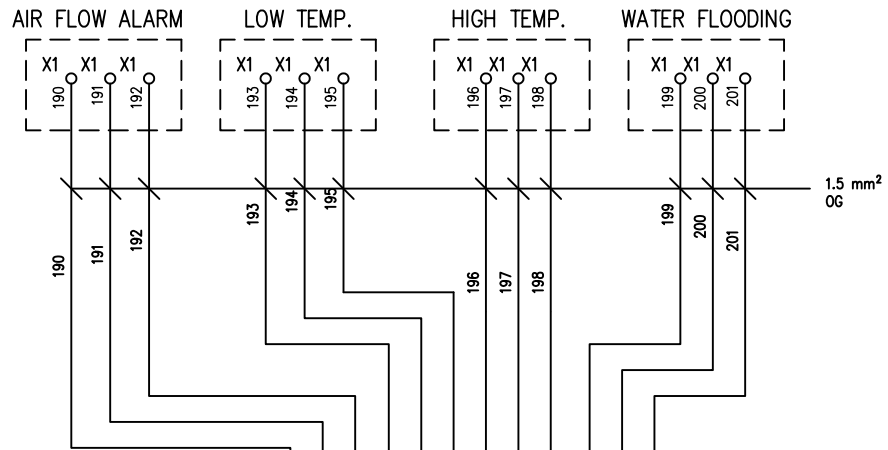 AIR FLOW ALARM
LOW TEMP.
HIGH TEMP.
WATER FLOODING
X1 X1 X1
X1 X1 X1
X1 X1 X1
X1 X1 X1
190 191 192
193 194 195
196 197 198
199 200 201
1.5 mm²
OG
190 191 192
193 194 195
196 197 198
199 200 201